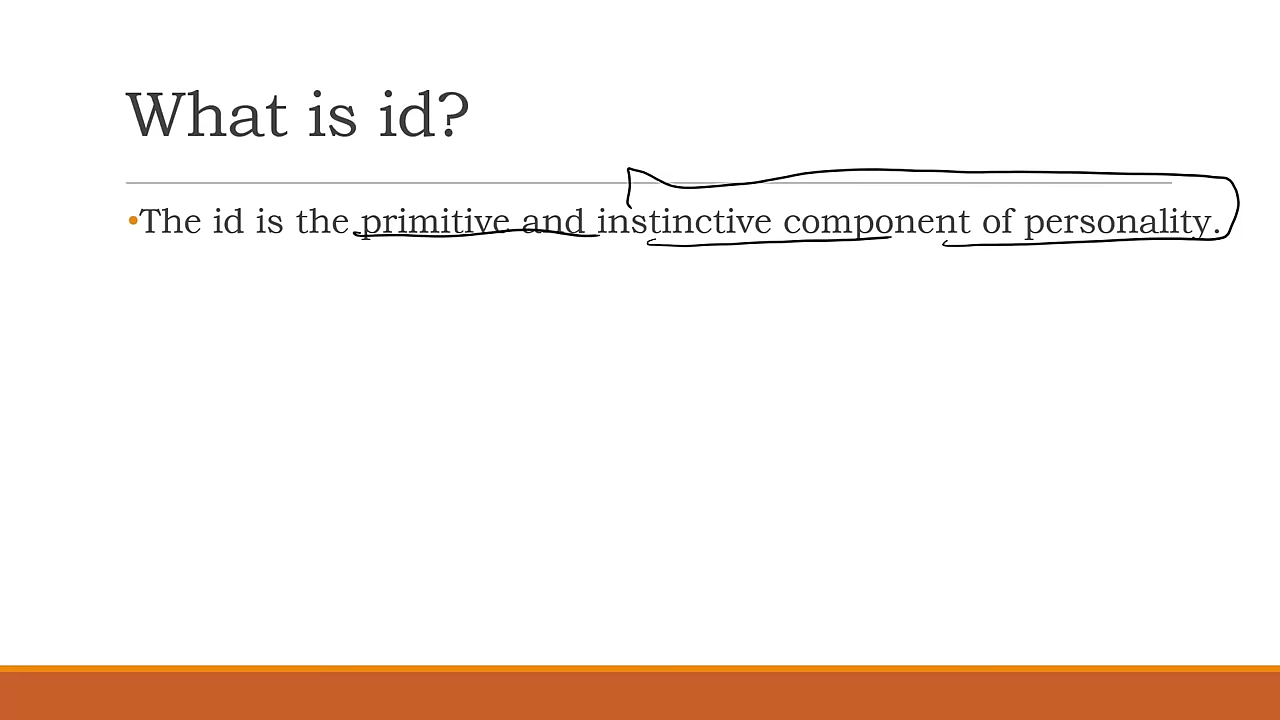 What is id?
•The id is the primitive and instinctive component of personality.